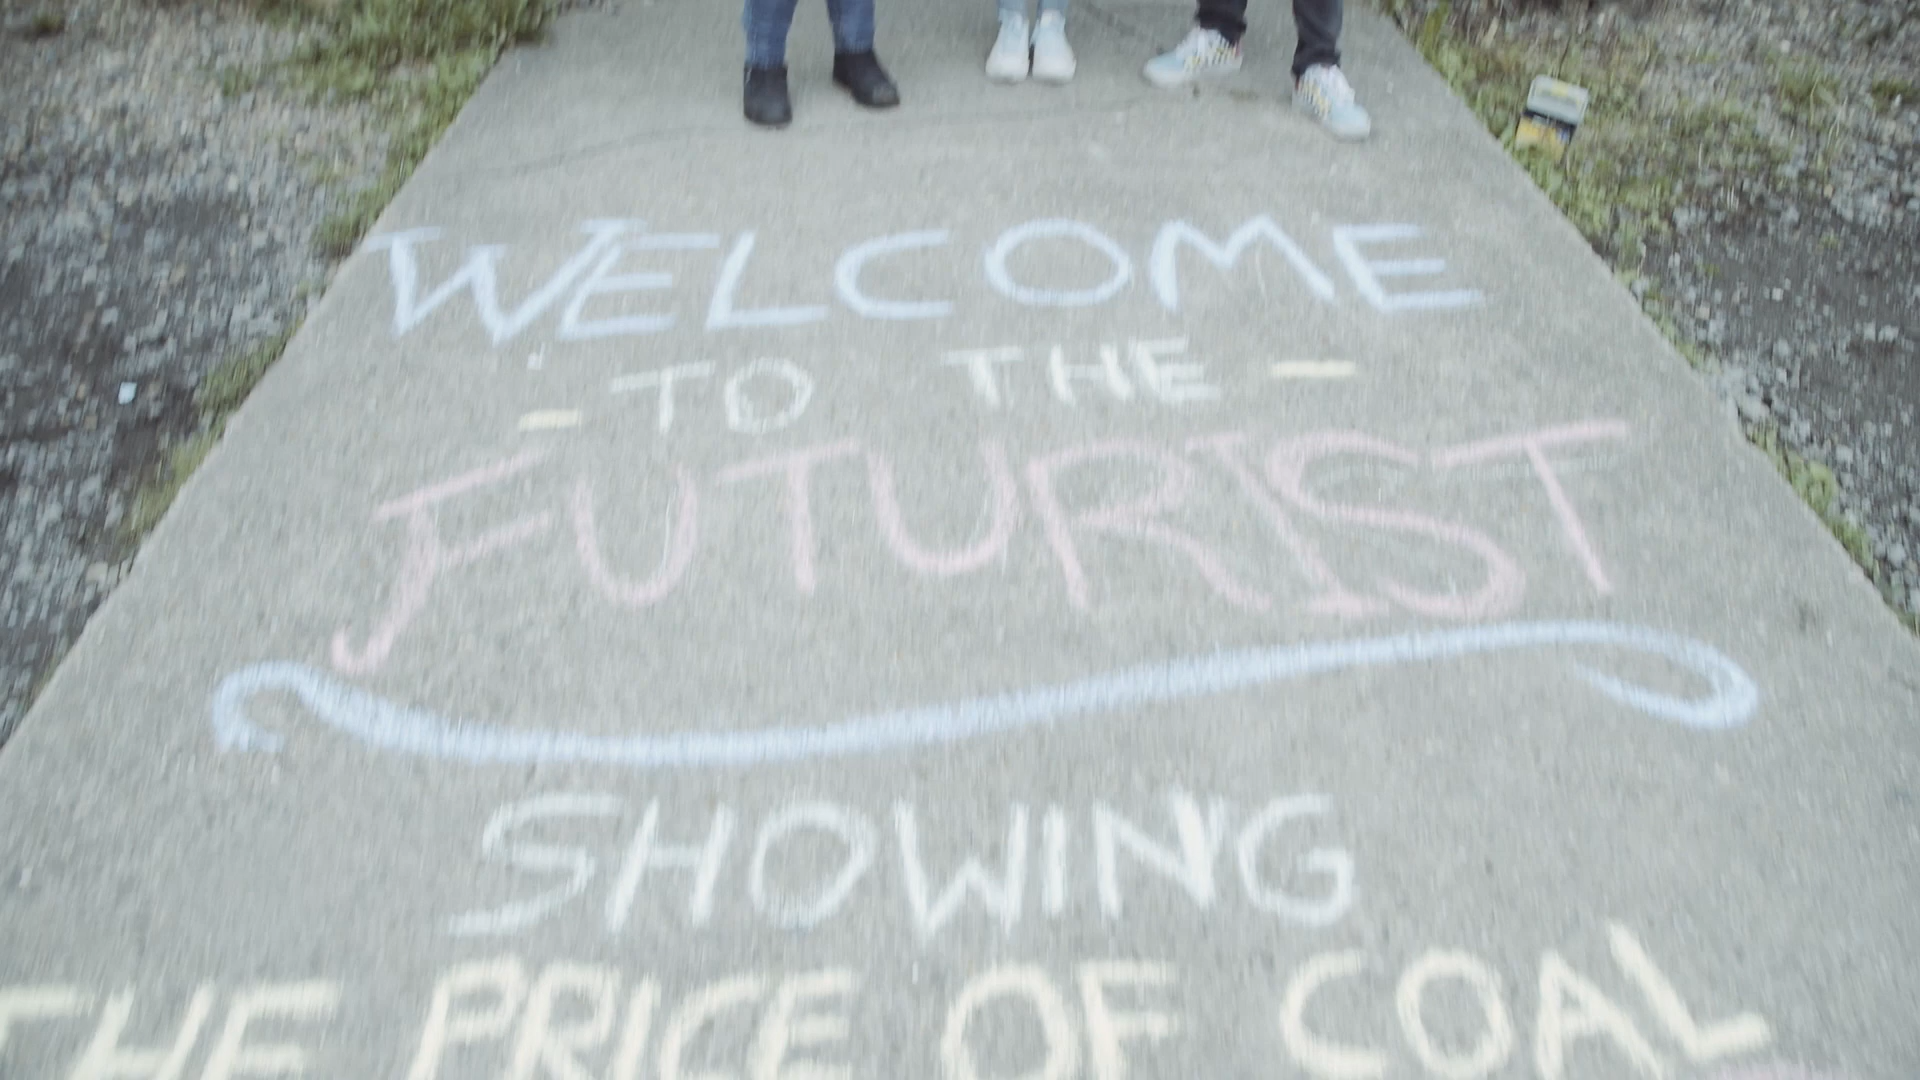 WELCOME
- TO THE -
FUTURIST
SHOWING
THE PRICE OF COAL